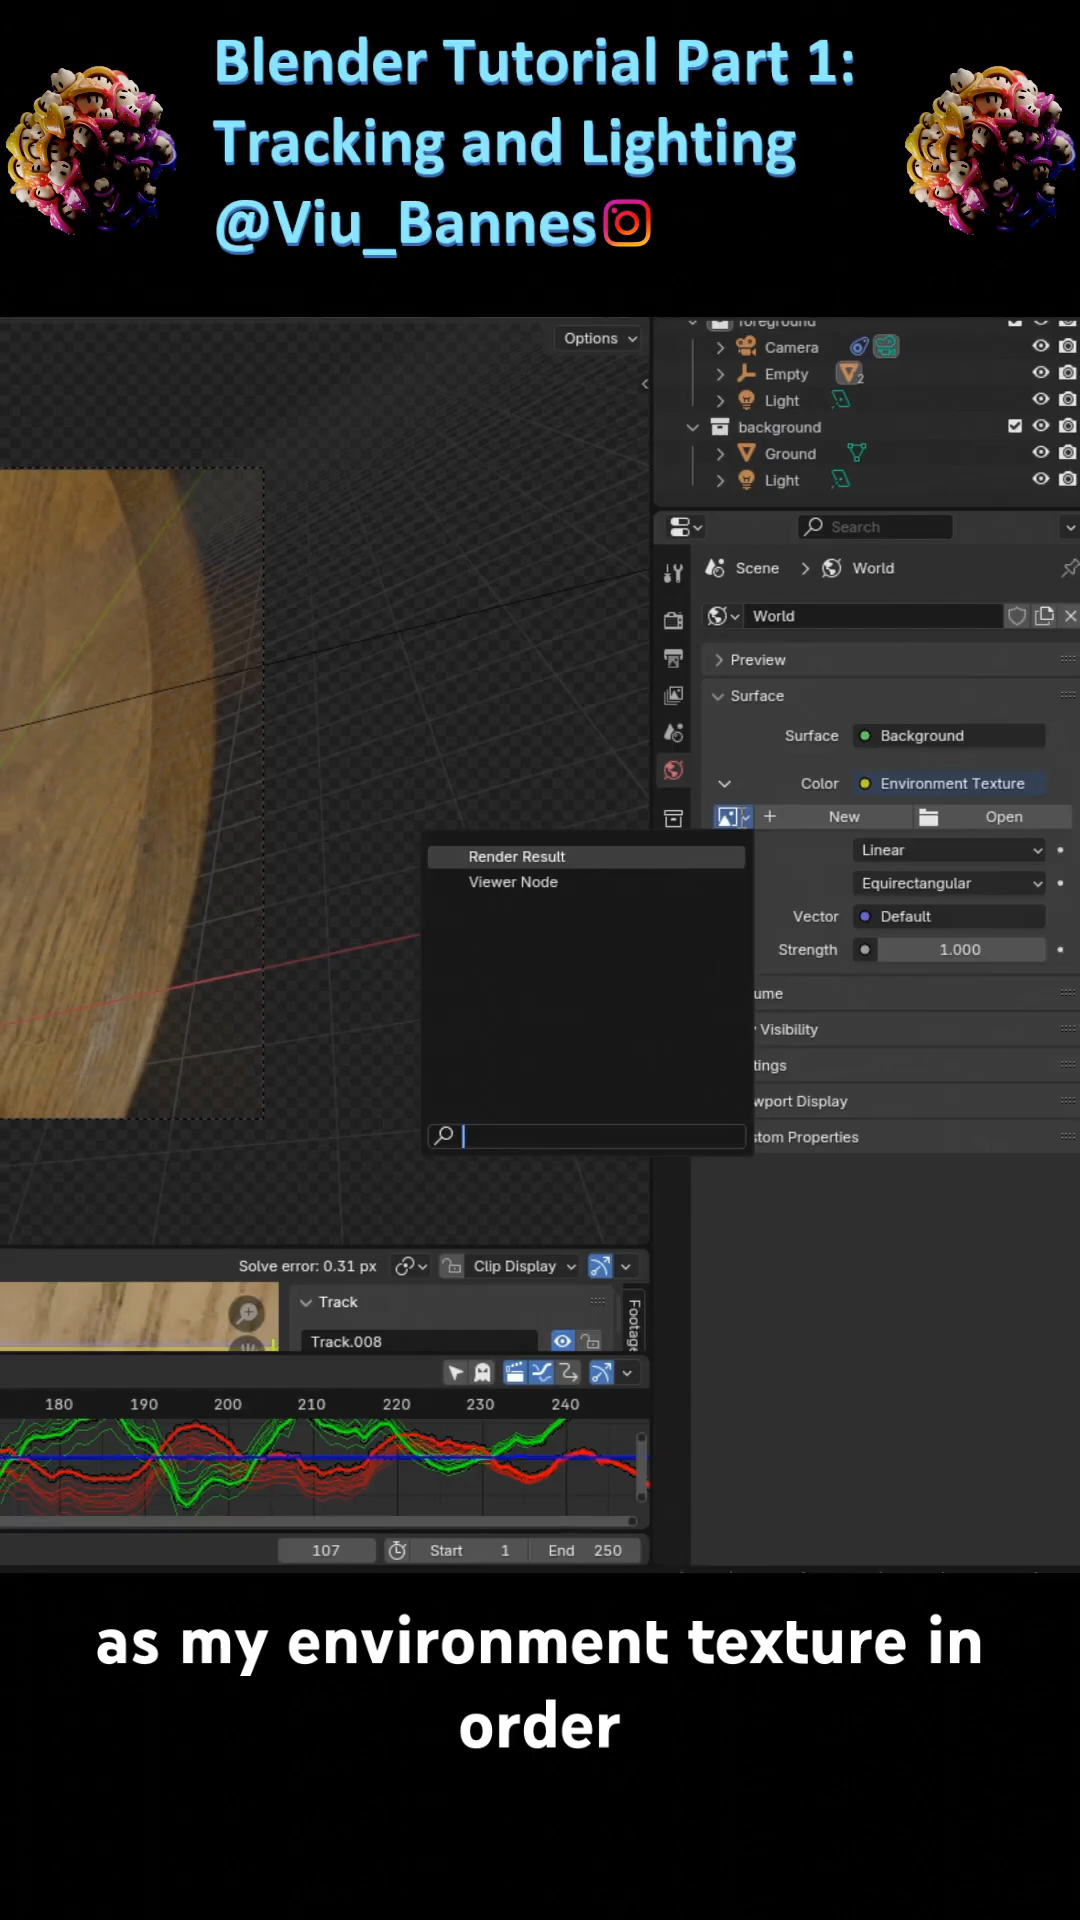 Blender Tutorial Part 1:
Tracking and Lighting
@Viu_Bannes
Options
foreground
Camera
Empty
2
Light
background
Ground
Light
Search
Scene > World
World
Preview
Surface
Surface
Background
Color
Environment Texture
New
Open
Render Result
Viewer Node
Linear
Equirectangular
Vector
Default
Strength
1.000
ume
Visibility
tings
wport Display
stom Properties
Solve error: 0.31 px
Clip Display
Track
Track.008
Footage
180 190 200 210 220 230 240
107
Start 1
End 250
as my environment texture in
order